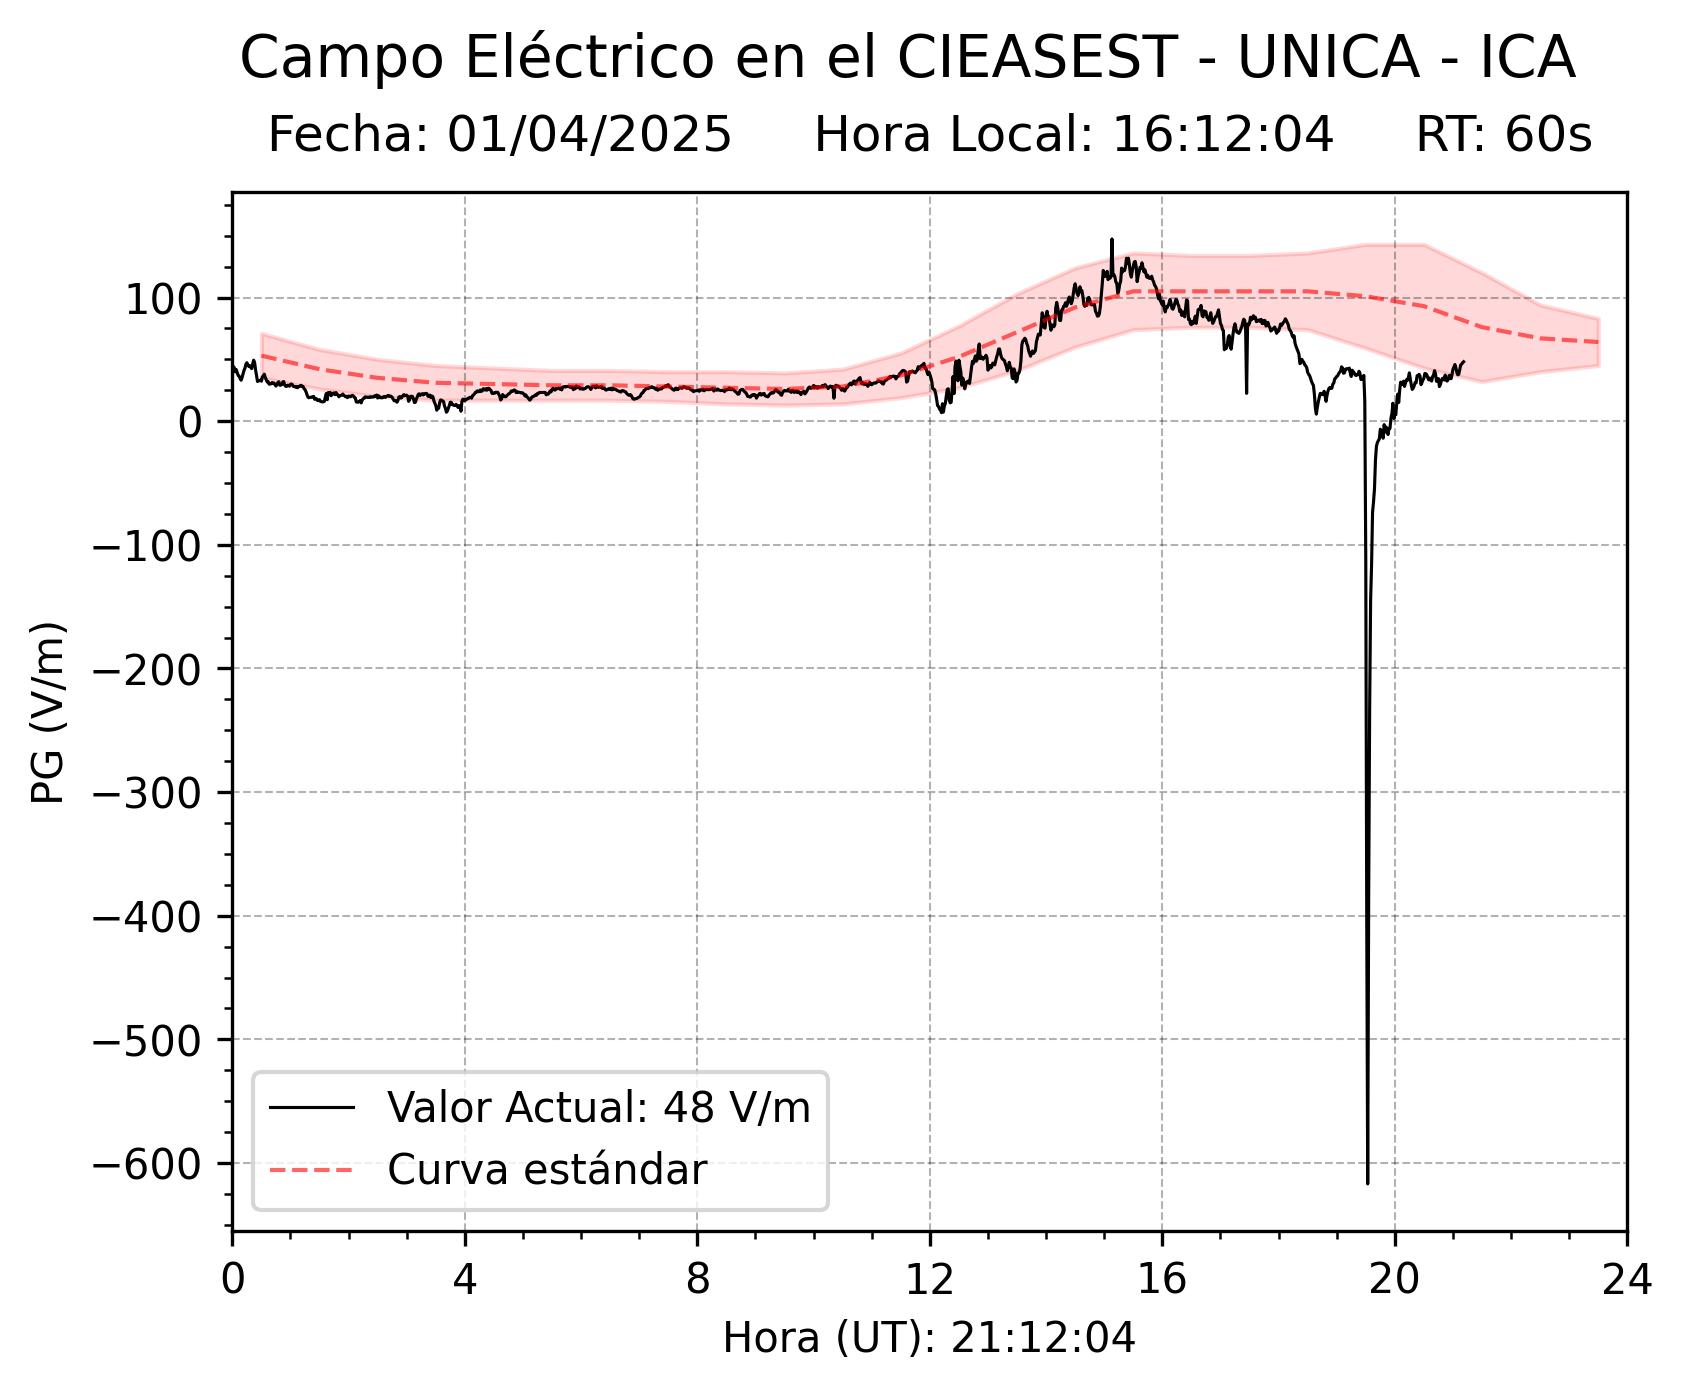 Campo Eléctrico en el CIEASEST - UNICA - ICA
Fecha: 01/04/2025 Hora Local: 16:12:04 RT: 60s
PG (V/m)
100
0
−100
−200
−300
−400
−500
−600
Valor Actual: 48 V/m
Curva estándar
0 4 8 12 16 20 24
Hora (UT): 21:12:04